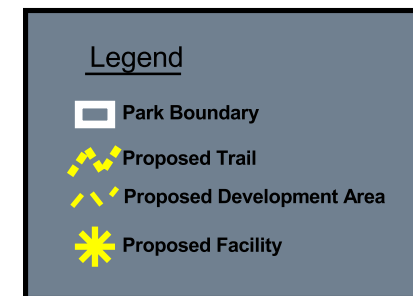 Legend
Park Boundary
Proposed Trail
Proposed Development Area
Proposed Facility